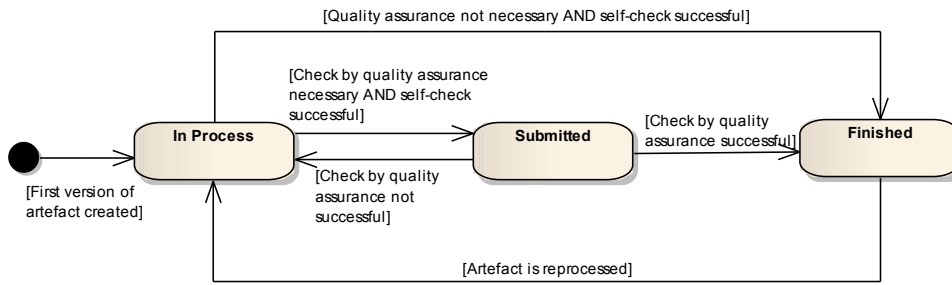 [Quality assurance not necessary AND self-check successful]
[Check by quality assurance
necessary AND self-check
successful]
In Process
Submitted
[Check by quality
assurance successful]
Finished
[First version of
artefact created]
[Check by quality
assurance not
successful]
[Artefact is reprocessed]